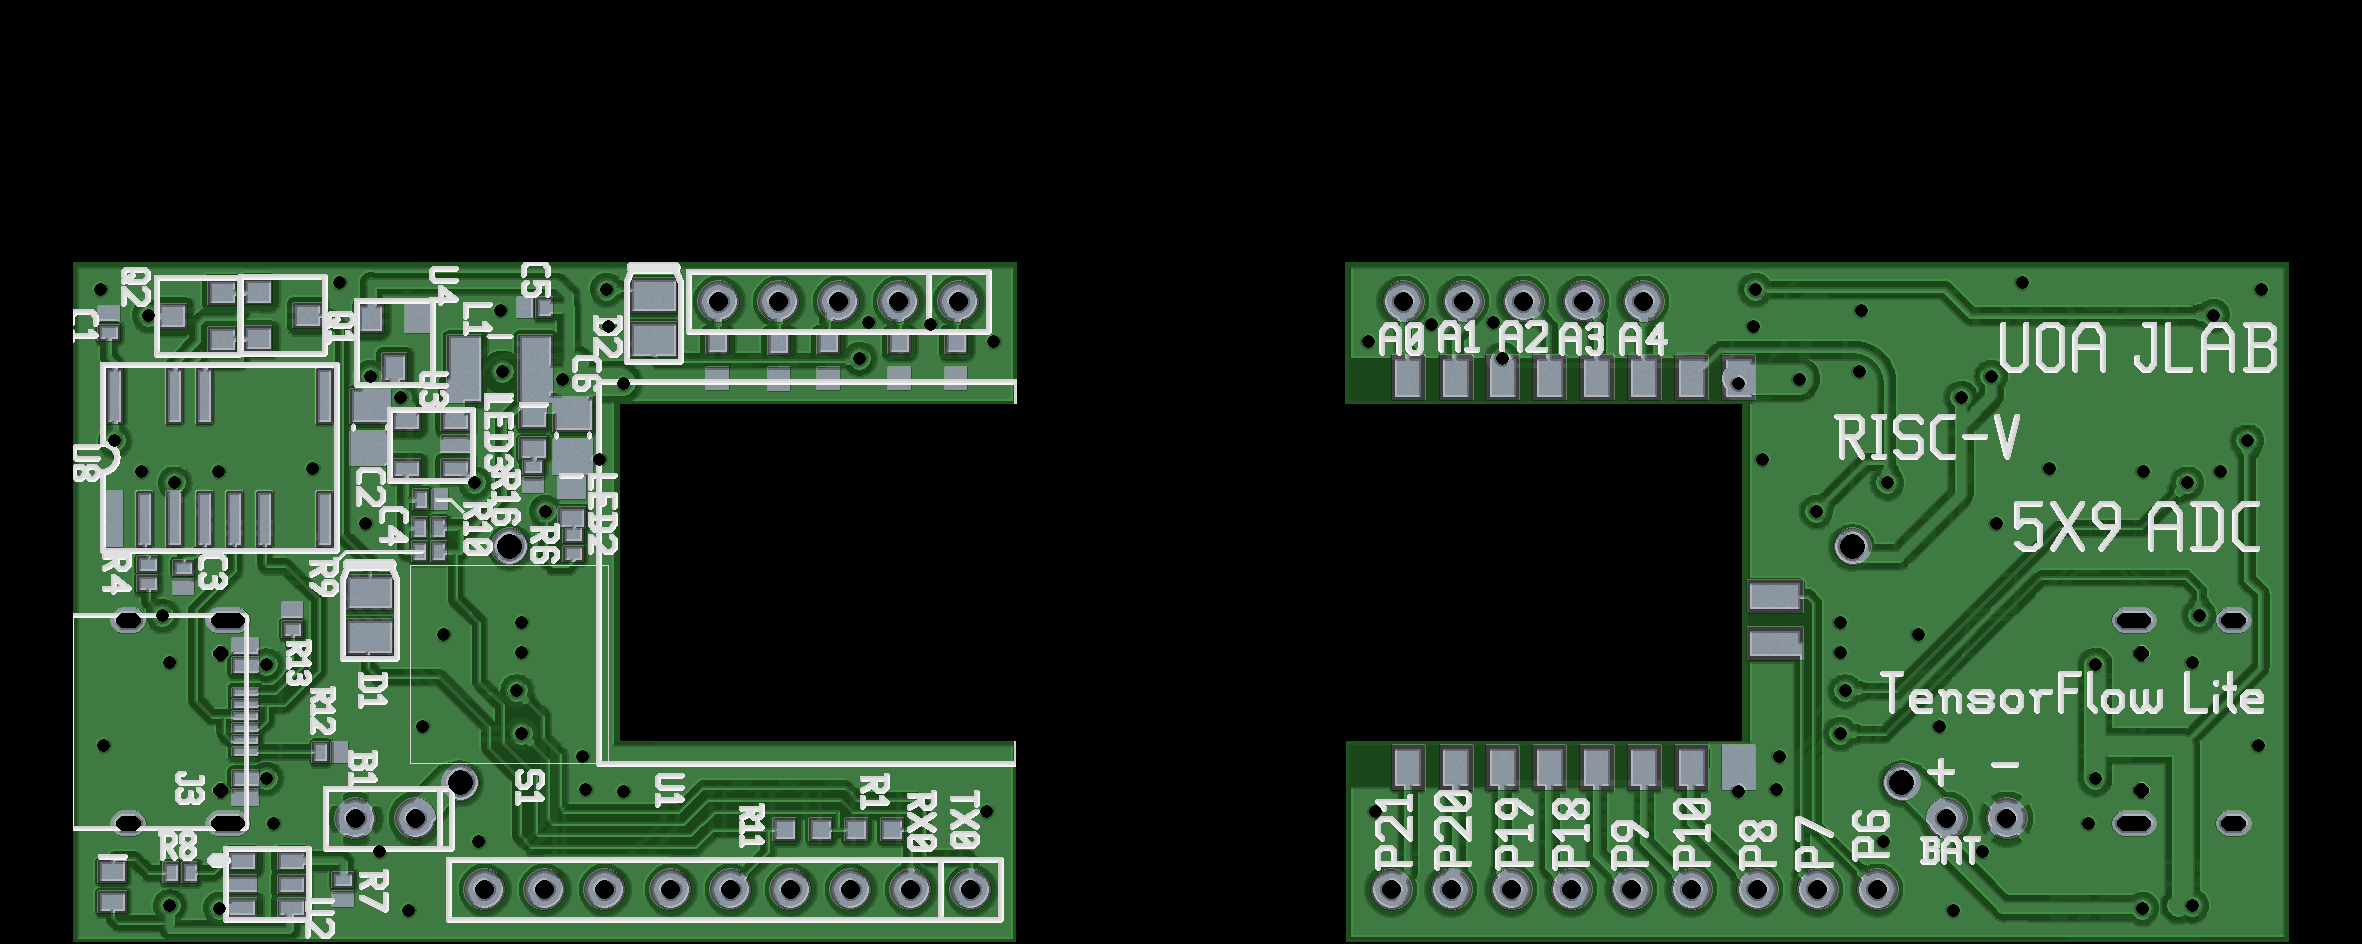 Q2
U4
C5
C1
Q1
L1
D2
C6
U3
U8
LED3
C2
R16
C4
R10
R6
LED2
R4
C3
R9
R13
D1
R12
B1
J3
S1
U1
R1
R11
RX0
TX0
R8
R7
U2
A0 A1 A2 A3 A4
UOA JLAB
RISC-V
5X9 ADC
TensorFlow Lite
+ -
BAT
P21 P20 P19 P18 P9 P10 P8 P7 P6